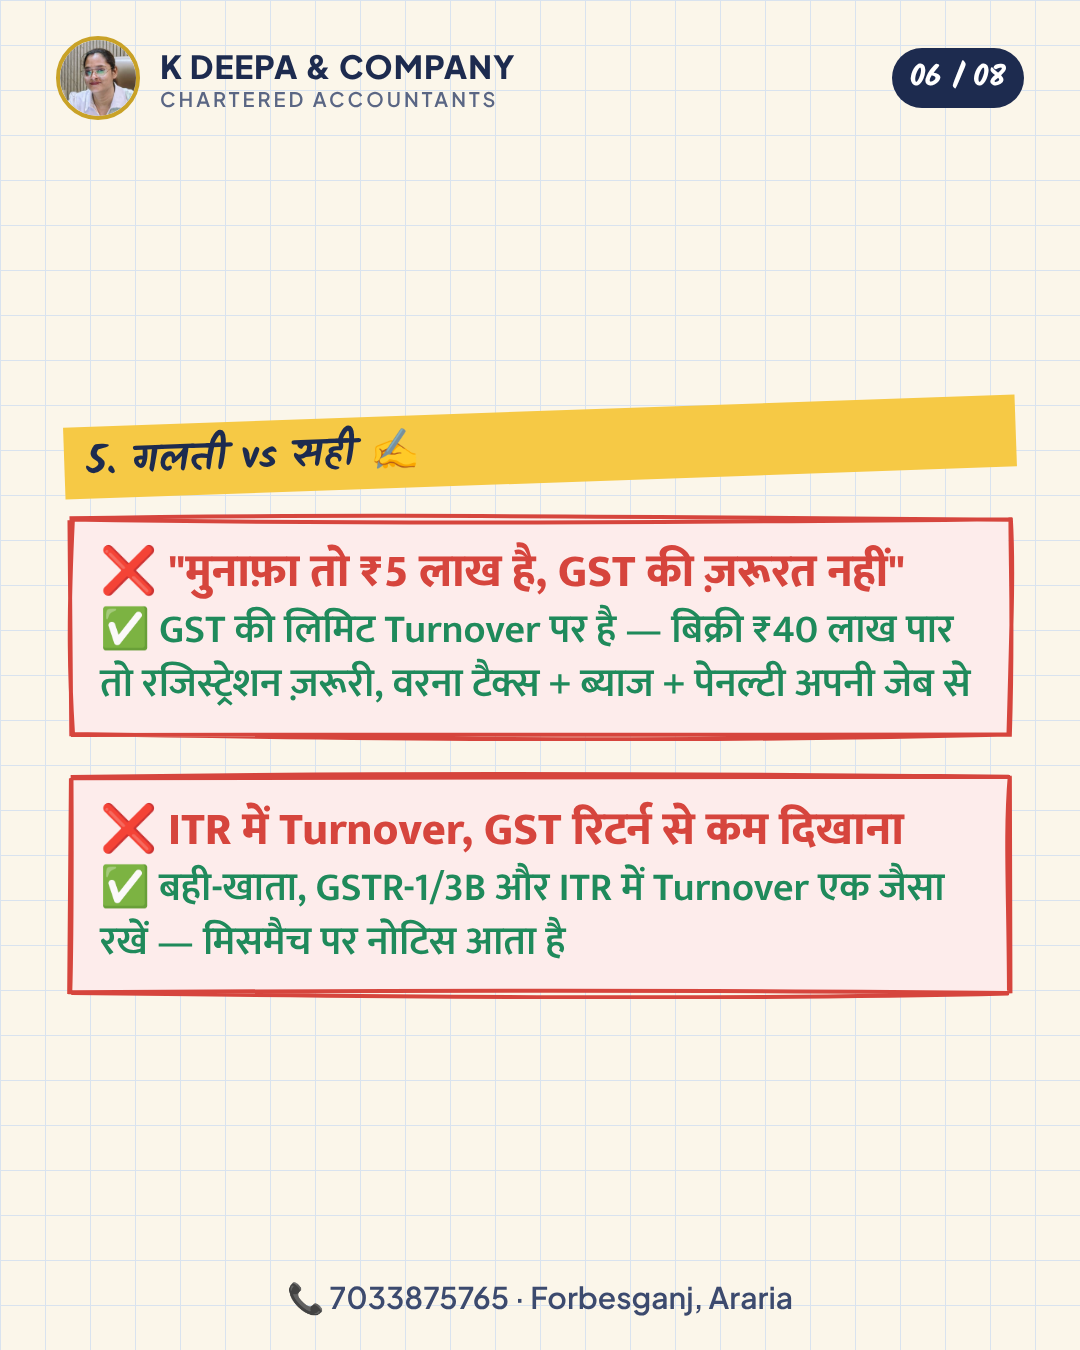 K DEEPA & COMPANY
CHARTERED ACCOUNTANTS
06 / 08
5. गलती vs सही ✍️
❌ "मुनाफ़ा तो ₹5 लाख है, GST की ज़रूरत नहीं"
✅ GST की लिमिट Turnover पर है — बिक्री ₹40 लाख पार
तो रजिस्ट्रेशन ज़रूरी, वरना टैक्स + ब्याज + पेनल्टी अपनी जेब से
❌ ITR में Turnover, GST रिटर्न से कम दिखाना
✅ बही-खाता, GSTR-1/3B और ITR में Turnover एक जैसा
रखें — मिसमैच पर नोटिस आता है
📞 7033875765 · Forbesganj, Araria